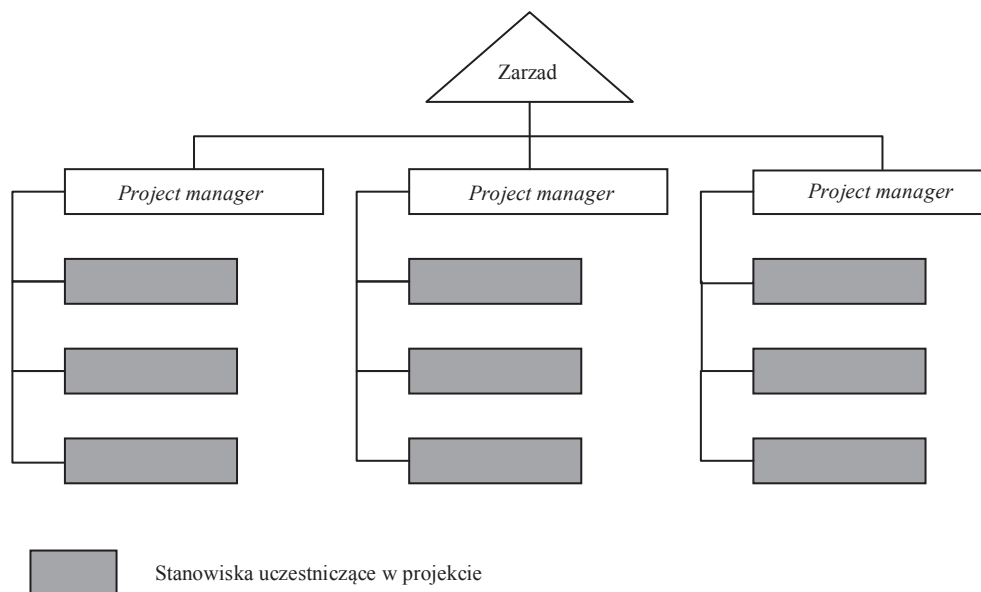 Zarzad
Project manager
Project manager
Project manager
Stanowiska uczestniczące w projekcie